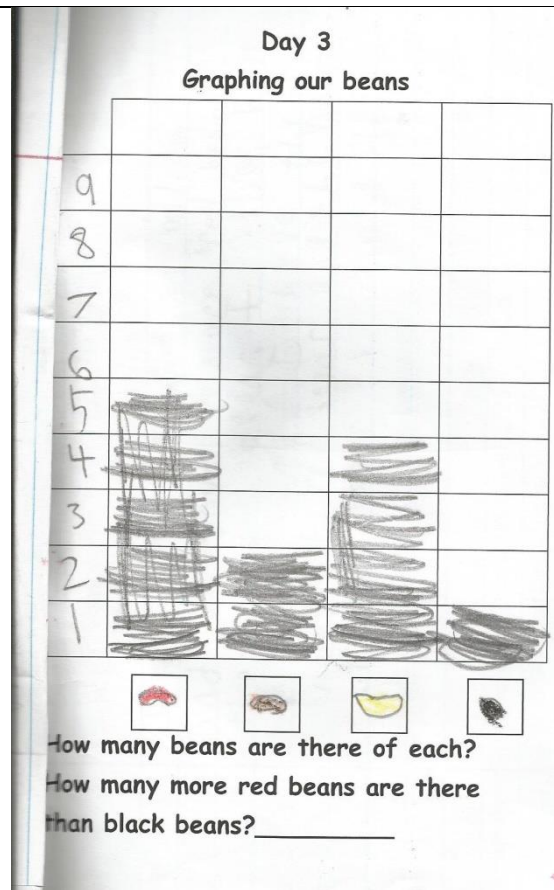 Day 3
Graphing our beans
9
8
7
6
5
4
3
2
1
How many beans are there of each?
How many more red beans are there
than black beans?__________